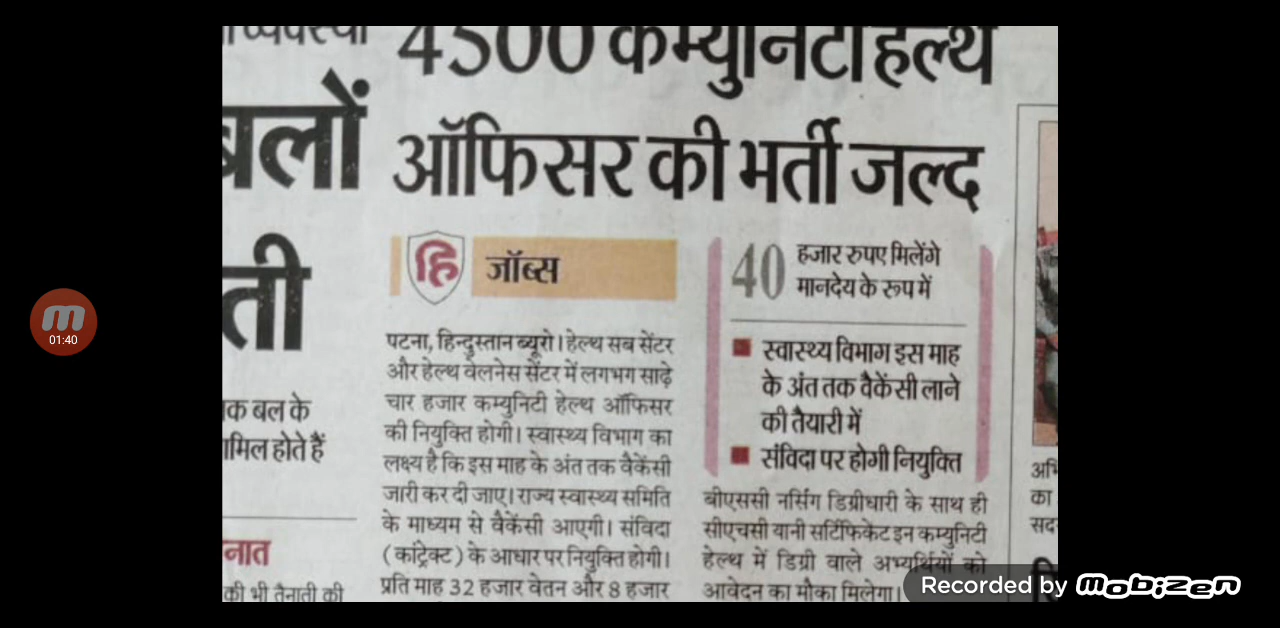 4500 कम्युनिटी हेल्थ
ऑफिसर की भर्ती जल्द
बलों
ती
क बल के
ामिल होते हैं
नात
की भी तैनाती की
हि जॉब्स
पटना, हिन्दुस्तान ब्यूरो। हेल्थ सब सेंटर
और हेल्थ वेलनेस सेंटर में लगभग साढ़े
चार हजार कम्युनिटी हेल्थ ऑफिसर
की नियुक्ति होगी। स्वास्थ्य विभाग का
लक्ष्य है कि इस माह के अंत तक वैकेंसी
जारी कर दी जाए। राज्य स्वास्थ्य समिति
के माध्यम से वैकेंसी आएगी। संविदा
(कांट्रेक्ट) के आधार पर नियुक्ति होगी।
प्रति माह 32 हजार वेतन और 8 हजार
40 हजार रुपए मिलेंगे
मानदेय के रूप में
स्वास्थ्य विभाग इस माह
के अंत तक वैकेंसी लाने
की तैयारी में
संविदा पर होगी नियुक्ति
बीएससी नर्सिग डिग्रीधारी के साथ ही
सीएचसी यानी सर्टिफिकेट इन कम्युनिटी
हेल्थ में डिग्री वाले अभ्यर्थियों को
आवेदन का मौका मिलेगा।
का
01:40
Recorded by mobizen